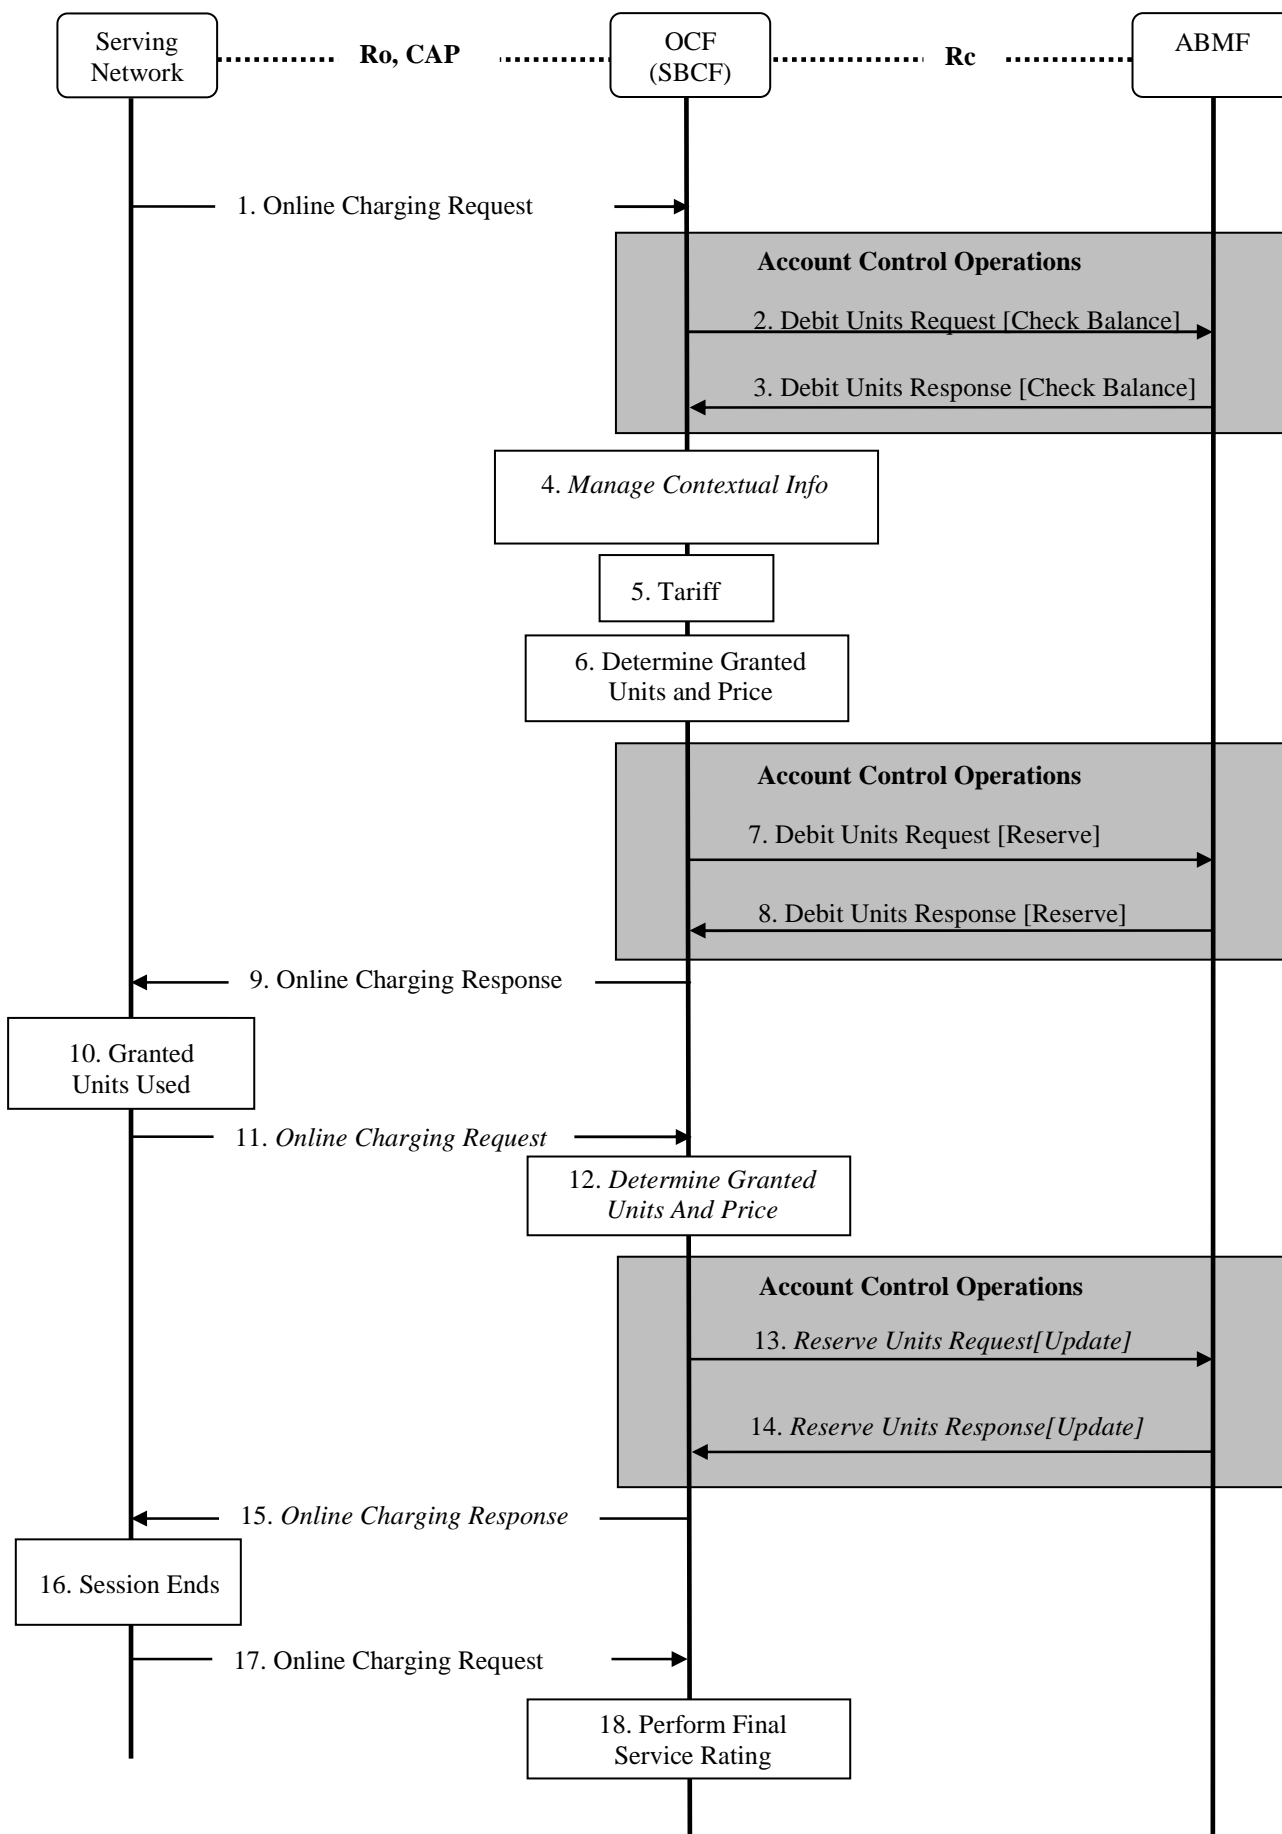 Serving
Network
Ro, CAP
OCF
(SBCF)
Rc
ABMF
1. Online Charging Request
Account Control Operations
2. Debit Units Request [Check Balance]
3. Debit Units Response [Check Balance]
4. Manage Contextual Info
5. Tariff
6. Determine Granted
Units and Price
Account Control Operations
7. Debit Units Request [Reserve]
8. Debit Units Response [Reserve]
9. Online Charging Response
10. Granted
Units Used
11. Online Charging Request
12. Determine Granted
Units And Price
Account Control Operations
13. Reserve Units Request[Update]
14. Reserve Units Response[Update]
15. Online Charging Response
16. Session Ends
17. Online Charging Request
18. Perform Final
Service Rating